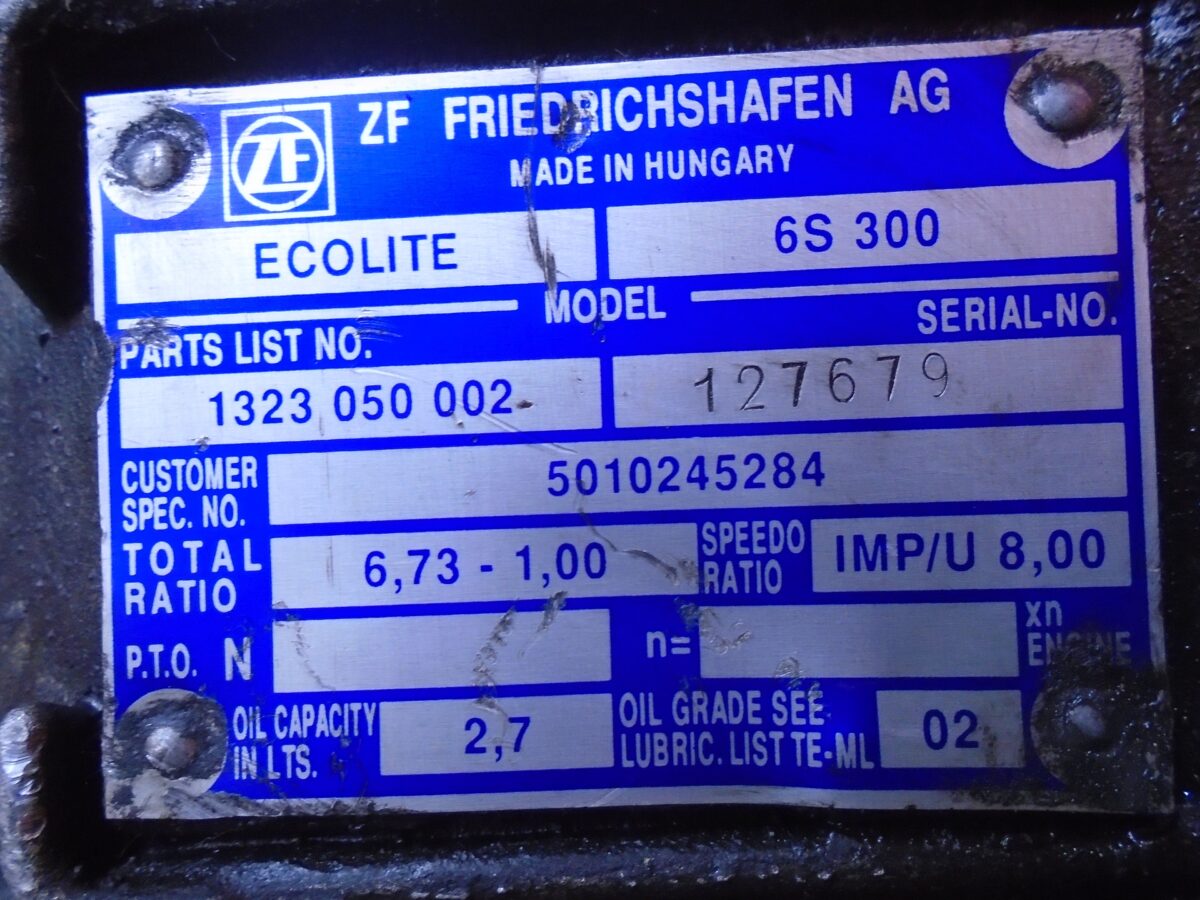 ZF
ZF FRIEDRICHSHAFEN AG
MADE IN HUNGARY
ECOLITE
6S 300
MODEL
PARTS LIST NO.
SERIAL-NO.
1323 050 002
127679
CUSTOMER
SPEC. NO.
5010245284
TOTAL
RATIO
6,73 - 1,00
SPEEDO
RATIO
IMP/U 8,00
P.T.O. N
n=
xn
ENGINE
OIL CAPACITY
IN LTS.
2,7
OIL GRADE SEE
LUBRIC. LIST TE-ML
02